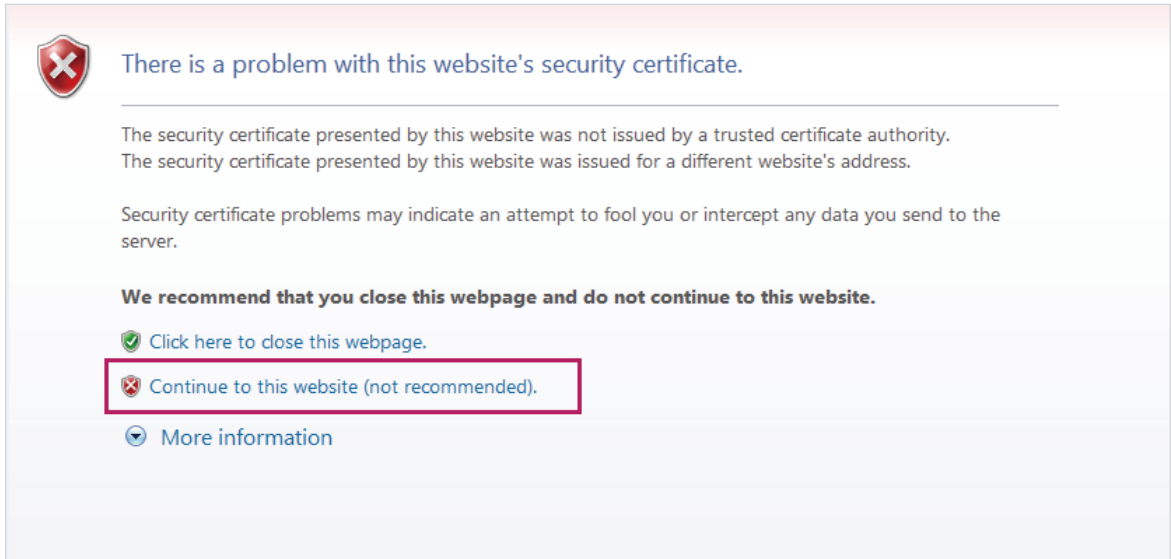 There is a problem with this website's security certificate.
The security certificate presented by this website was not issued by a trusted certificate authority.
The security certificate presented by this website was issued for a different website's address.
Security certificate problems may indicate an attempt to fool you or intercept any data you send to the
server.
We recommend that you close this webpage and do not continue to this website.
Click here to close this webpage.
Continue to this website (not recommended).
More information